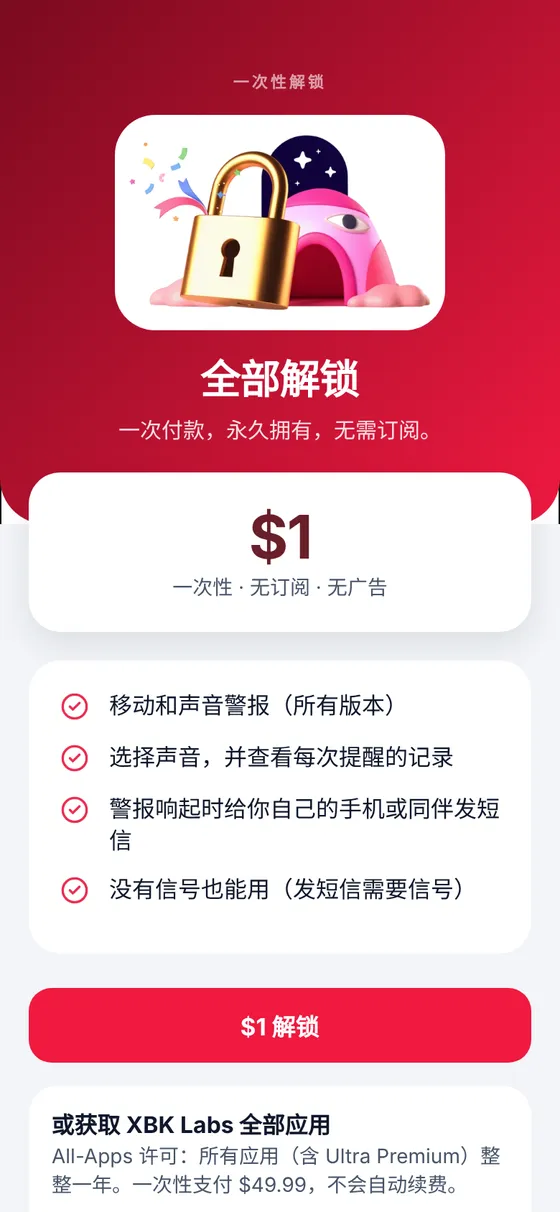 一次性解锁
全部解锁
一次付款，永久拥有，无需订阅。
$1
一次性 · 无订阅 · 无广告
移动和声音警报（所有版本）
选择声音，并查看每次提醒的记录
警报响起时给你自己的手机或同伴发短
信
没有信号也能用（发短信需要信号）
$1 解锁
或获取 XBK Labs 全部应用
All-Apps 许可：所有应用（含 Ultra Premium）整
整一年。一次性支付 $49.99，不会自动续费。